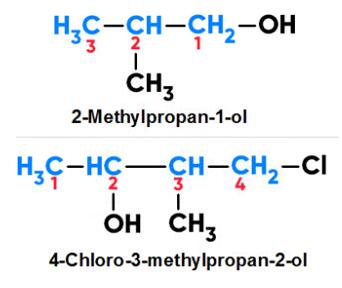 H₃C–CH–CH₂–OH
3 2 1
CH₃
2-Methylpropan-1-ol
H₃C–HC–CH–CH₂–Cl
1 2 3 4
OH CH₃
4-Chloro-3-methylpropan-2-ol